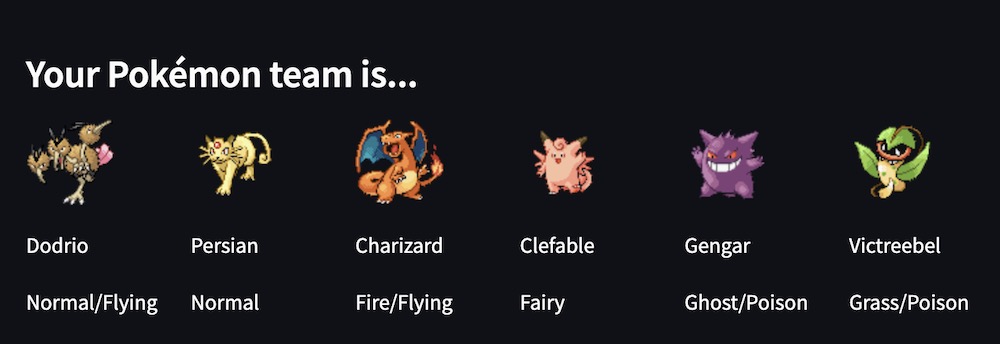 Your Pokémon team is...
Dodrio Persian Charizard Clefable Gengar Victreebel
Normal/Flying Normal Fire/Flying Fairy Ghost/Poison Grass/Poison